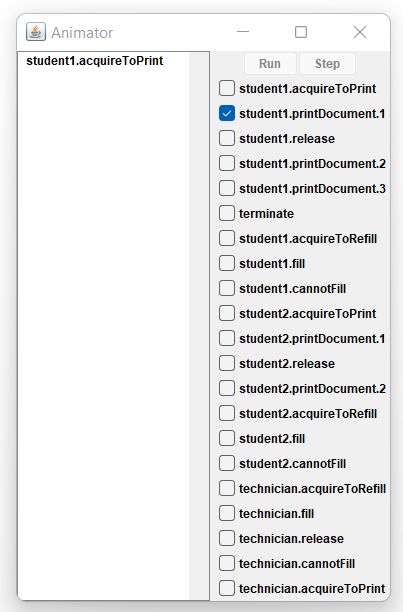 Animator
student1.acquireToPrint
Run Step
student1.acquireToPrint
student1.printDocument.1
student1.release
student1.printDocument.2
student1.printDocument.3
terminate
student1.acquireToRefill
student1.fill
student1.cannotFill
student2.acquireToPrint
student2.printDocument.1
student2.release
student2.printDocument.2
student2.acquireToRefill
student2.fill
student2.cannotFill
technician.acquireToRefill
technician.fill
technician.release
technician.cannotFill
technician.acquireToPrint